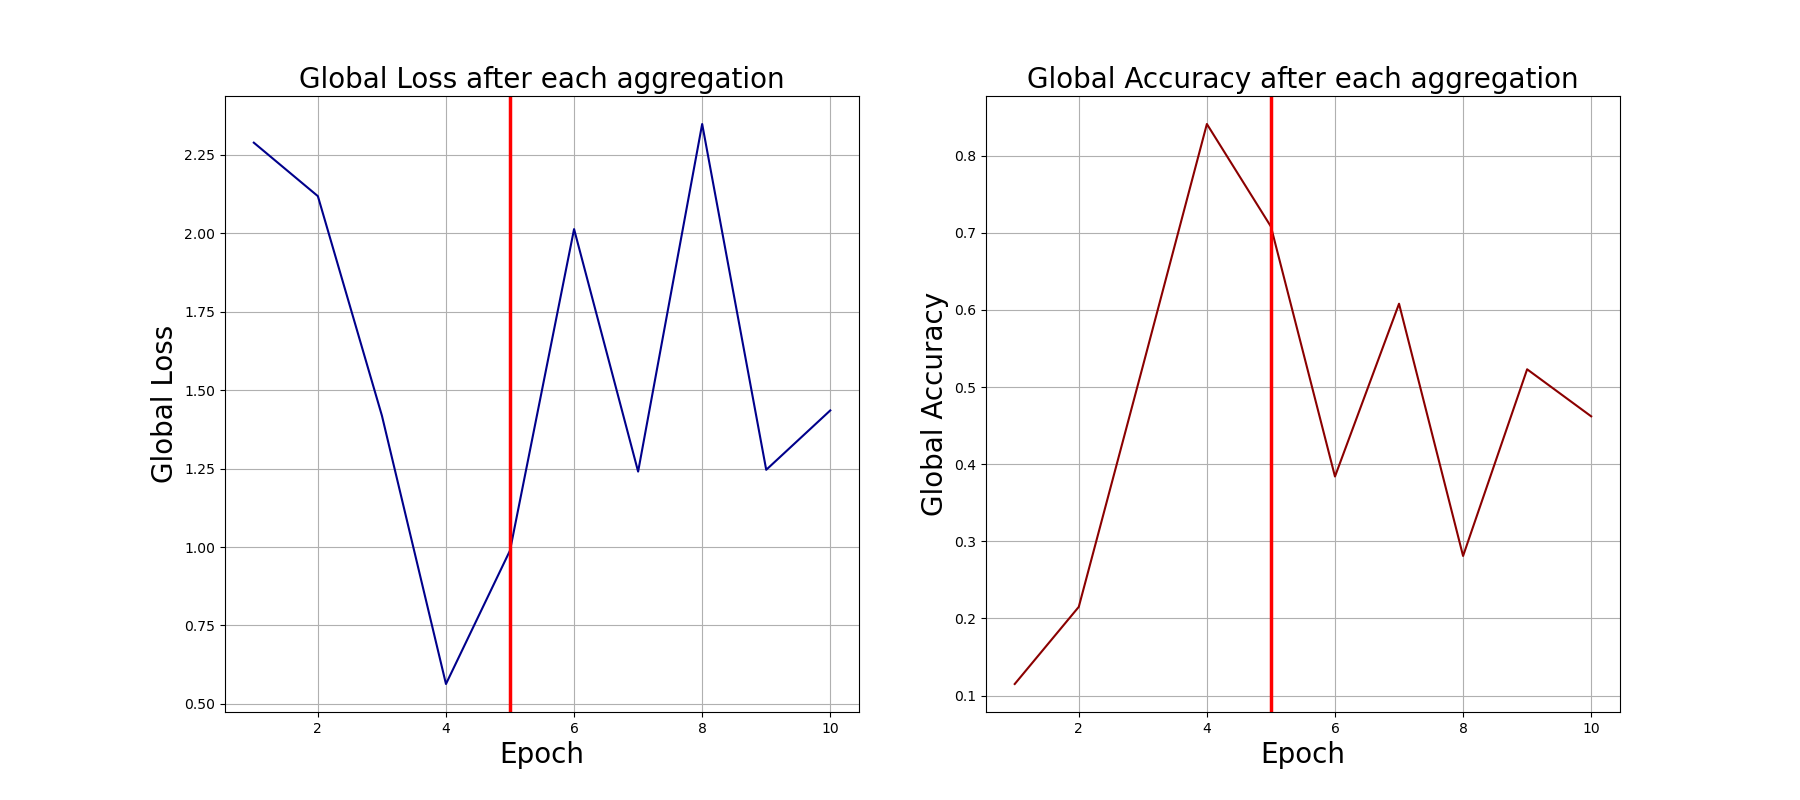 Global Loss after each aggregation
Global Loss
2.25
2.00
1.75
1.50
1.25
1.00
0.75
0.50
2 4 6 8 10
Epoch
Global Accuracy after each aggregation
Global Accuracy
0.8
0.7
0.6
0.5
0.4
0.3
0.2
0.1
2 4 6 8 10
Epoch